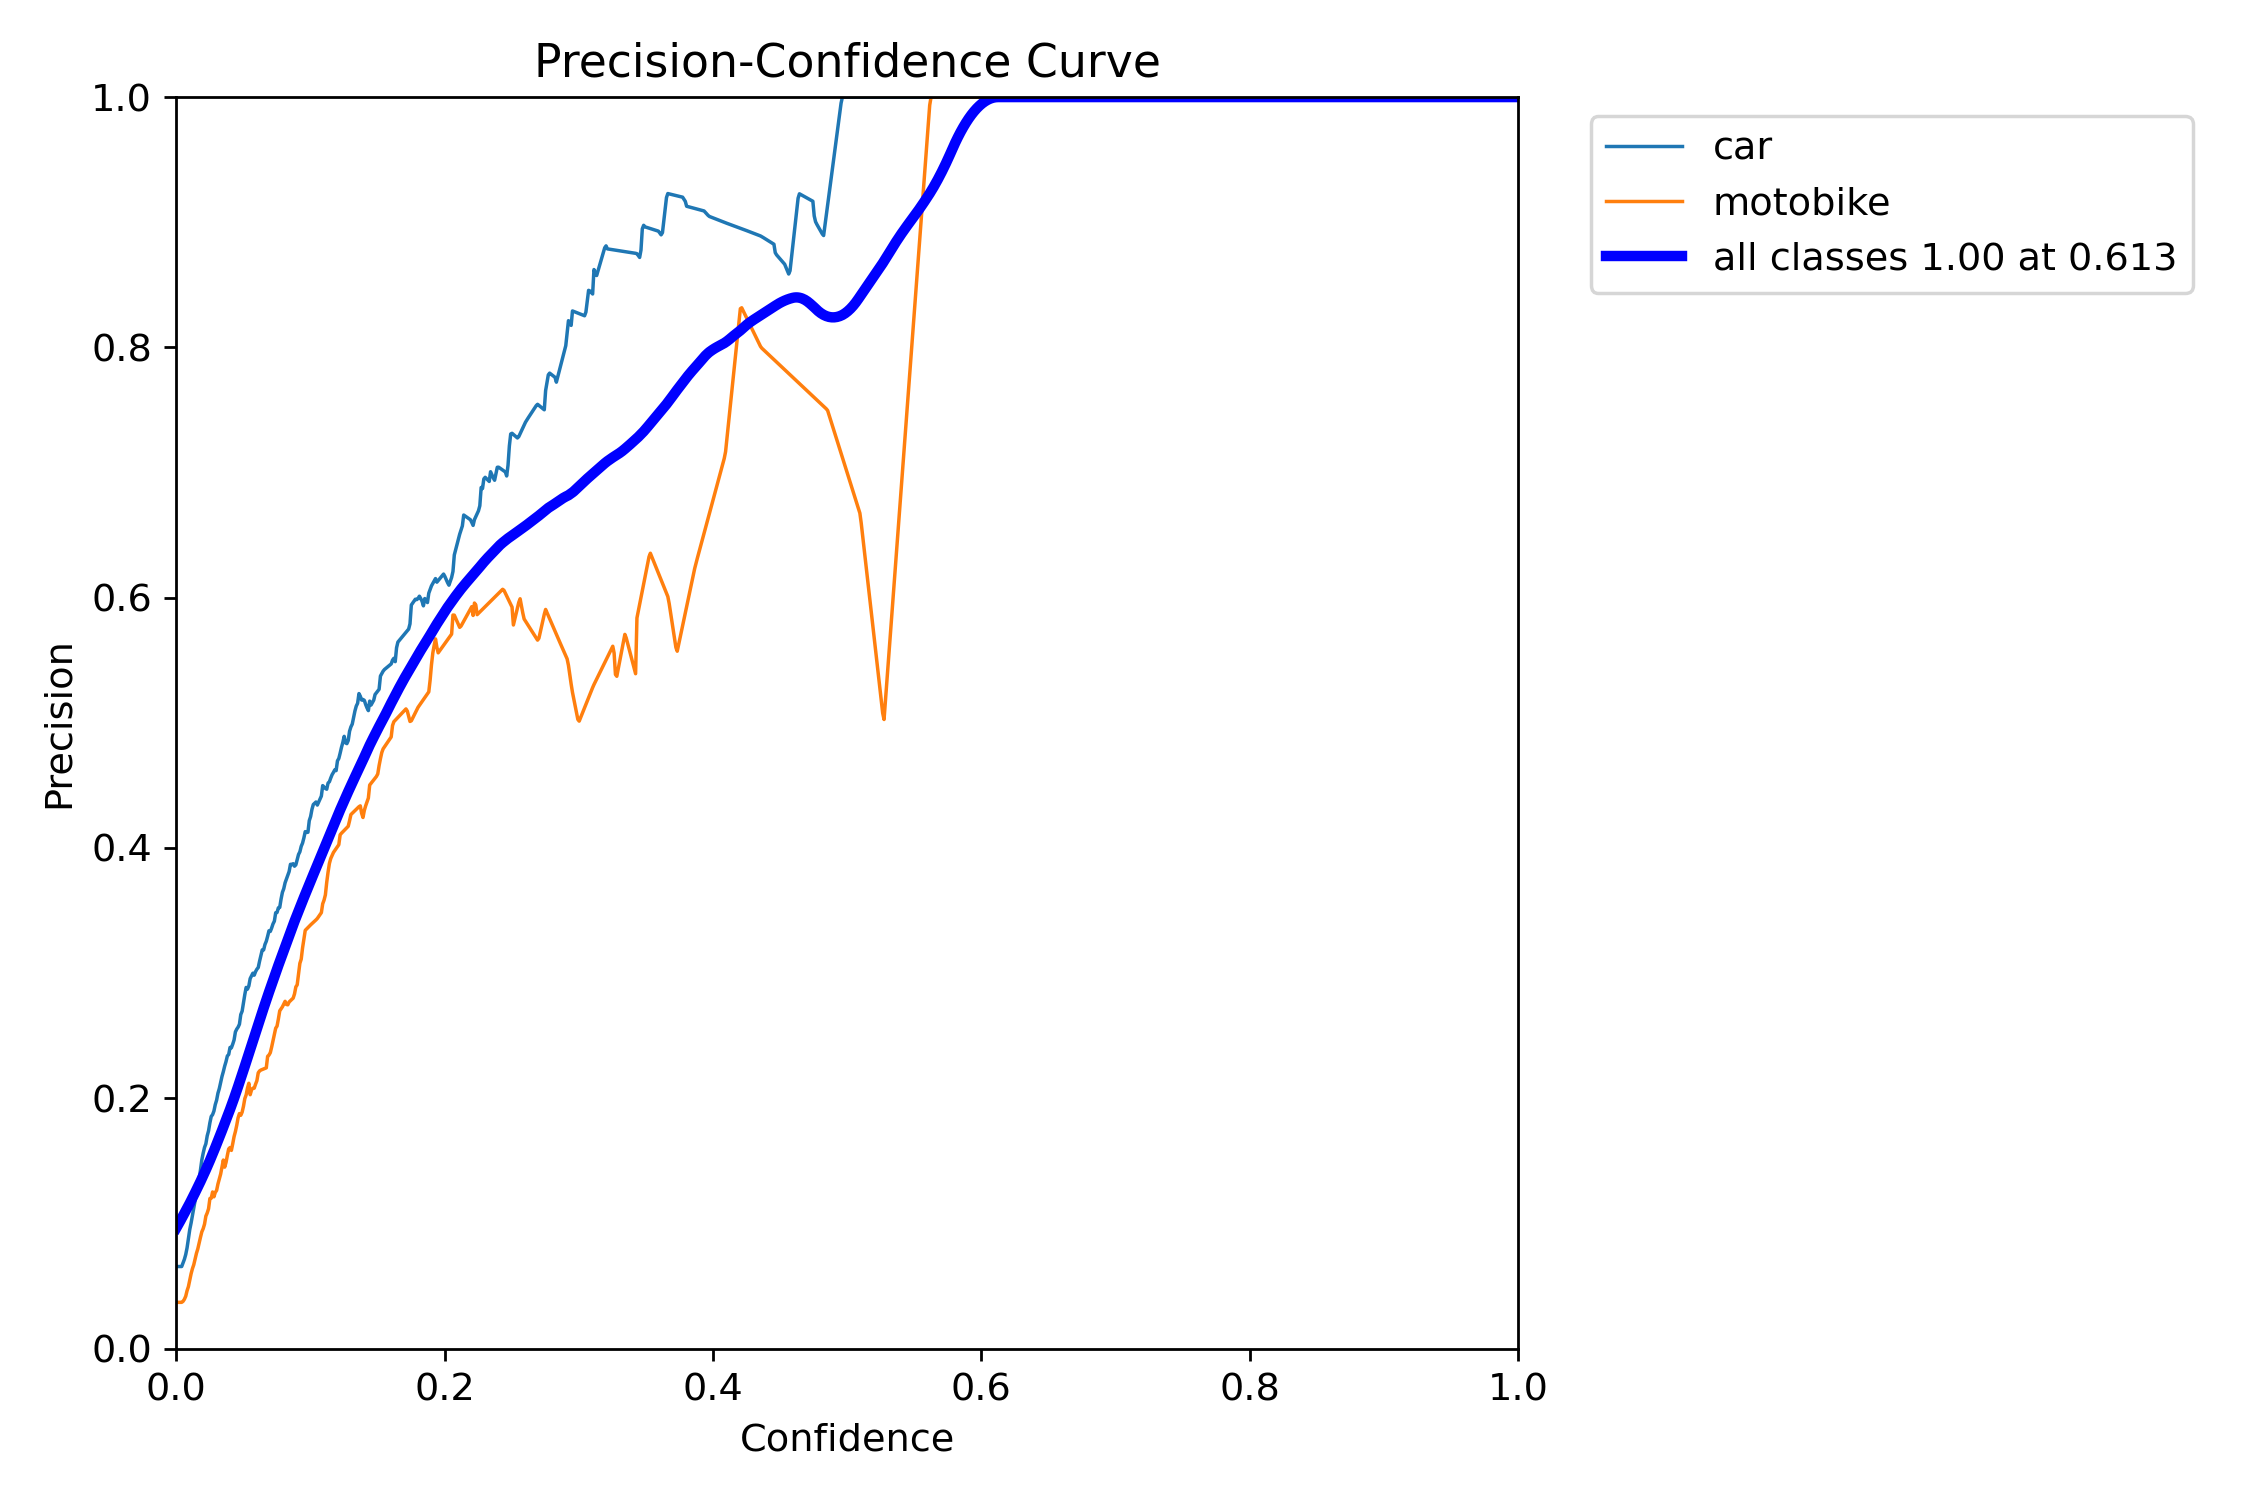 Precision-Confidence Curve
car
motobike
all classes 1.00 at 0.613
Precision
1.0
0.8
0.6
0.4
0.2
0.0
0.0 0.2 0.4 0.6 0.8 1.0
Confidence